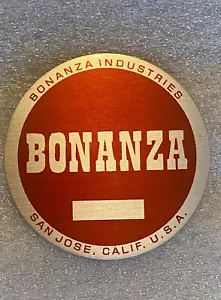 BONANZA INDUSTRIES
BONANZA
SAN JOSE, CALIF. U. S. A.